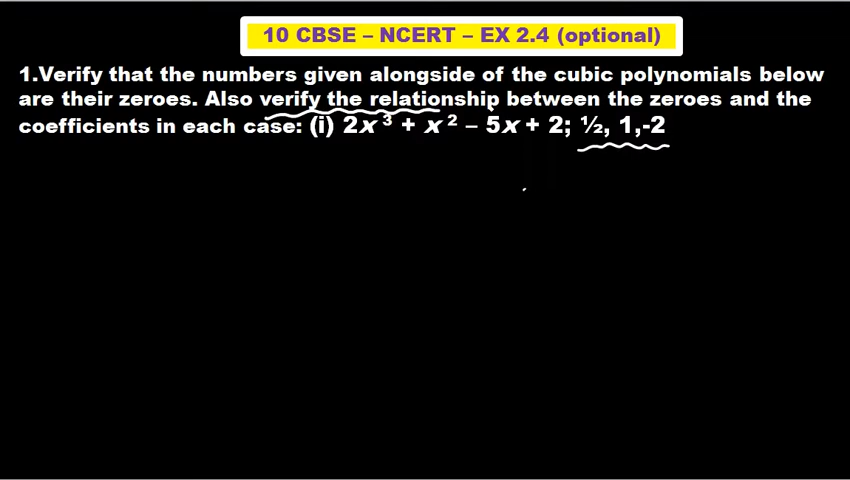 10 CBSE – NCERT – EX 2.4 (optional)
1.Verify that the numbers given alongside of the cubic polynomials below
are their zeroes. Also verify the relationship between the zeroes and the
coefficients in each case: (i) 2x³ + x² – 5x + 2; ½, 1,-2